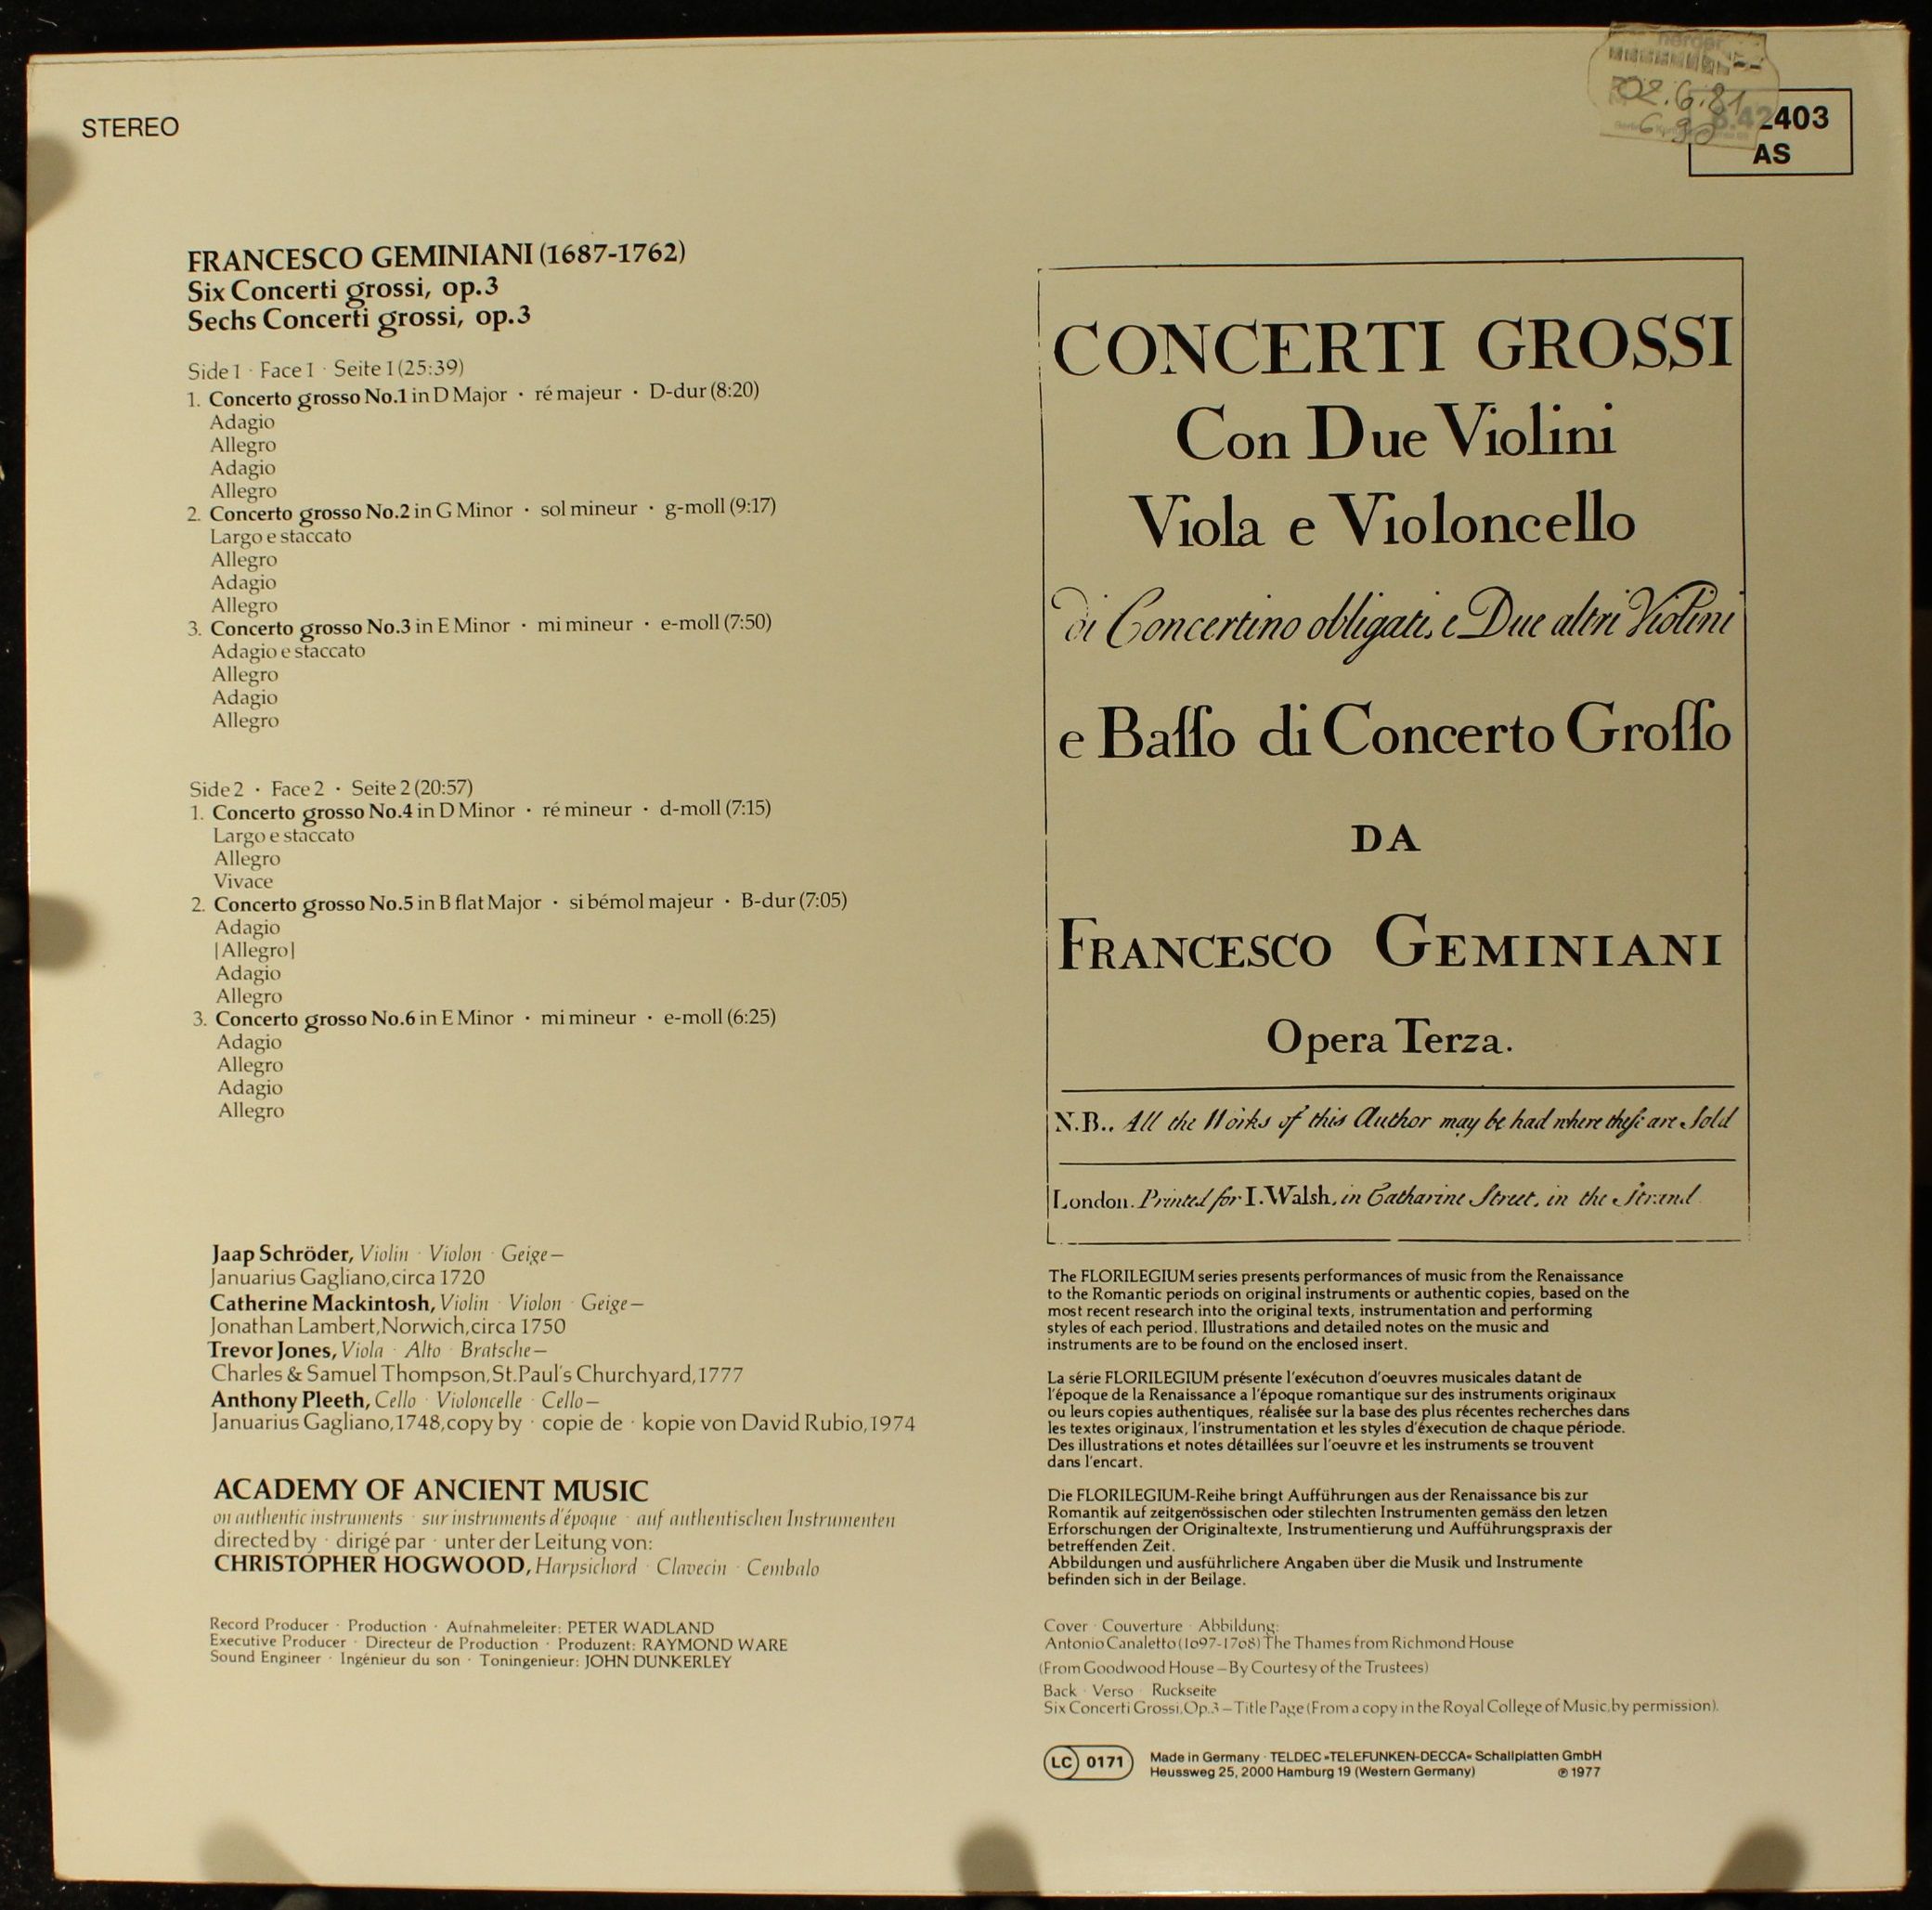 STEREO
02.6.81
6.90
8.42403
AS
FRANCESCO GEMINIANI (1687-1762)
Six Concerti grossi, op.3
Sechs Concerti grossi, op.3
Side 1 · Face 1 · Seite 1 (25:39)
1. Concerto grosso No.1 in D Major · ré majeur · D-dur (8:20)
Adagio
Allegro
Adagio
Allegro
2. Concerto grosso No.2 in G Minor · sol mineur · g-moll (9:17)
Largo e staccato
Allegro
Adagio
Allegro
3. Concerto grosso No.3 in E Minor · mi mineur · e-moll (7:50)
Adagio e staccato
Allegro
Adagio
Allegro
Side 2 · Face 2 · Seite 2 (20:57)
1. Concerto grosso No.4 in D Minor · ré mineur · d-moll (7:15)
Largo e staccato
Allegro
Vivace
2. Concerto grosso No.5 in B flat Major · si bémol majeur · B-dur (7:05)
Adagio
|Allegro|
Adagio
Allegro
3. Concerto grosso No.6 in E Minor · mi mineur · e-moll (6:25)
Adagio
Allegro
Adagio
Allegro
Jaap Schröder, Violin · Violon · Geige –
Januarius Gagliano, circa 1720
Catherine Mackintosh, Violin · Violon · Geige –
Jonathan Lambert, Norwich, circa 1750
Trevor Jones, Viola · Alto · Bratsche –
Charles & Samuel Thompson, St.Paul's Churchyard, 1777
Anthony Pleeth, Cello · Violoncelle · Cello –
Januarius Gagliano, 1748, copy by · copie de · kopie von David Rubio, 1974
ACADEMY OF ANCIENT MUSIC
on authentic instruments · sur instruments d'époque · auf authentischen Instrumenten
directed by · dirigé par · unter der Leitung von:
CHRISTOPHER HOGWOOD, Harpsichord · Clavecin · Cembalo
Record Producer · Production · Aufnahmeleiter: PETER WADLAND
Executive Producer · Directeur de Production · Produzent: RAYMOND WARE
Sound Engineer · Ingénieur du son · Toningenieur: JOHN DUNKERLEY
CONCERTI GROSSI
Con Due Violini
Viola e Violoncello
di Concertino obligati, e Due altri Violini
e Baſſo di Concerto Groſſo
DA
FRANCESCO GEMINIANI
Opera Terza.
N.B.. All the Works of this Author may be had where theſe are Sold
London. Printed for I. Walsh, in Catharine Street, in the Strand
The FLORILEGIUM series presents performances of music from the Renaissance
to the Romantic periods on original instruments or authentic copies, based on the
most recent research into the original texts, instrumentation and performing
styles of each period. Illustrations and detailed notes on the music and
instruments are to be found on the enclosed insert.
La série FLORILEGIUM présente l'exécution d'oeuvres musicales datant de
l'époque de la Renaissance a l'époque romantique sur des instruments originaux
ou leurs copies authentiques, réalisée sur la base des plus récentes recherches dans
les textes originaux, l'instrumentation et les styles d'éxecution de chaque période.
Des illustrations et notes détaillées sur l'oeuvre et les instruments se trouvent
dans l'encart.
Die FLORILEGIUM-Reihe bringt Aufführungen aus der Renaissance bis zur
Romantik auf zeitgenössischen oder stilechten Instrumenten gemäss den letzen
Erforschungen der Originaltexte, Instrumentierung und Aufführungspraxis der
betreffenden Zeit.
Abbildungen und ausführlichere Angaben über die Musik und Instrumente
befinden sich in der Beilage.
Cover · Couverture · Abbildung:
Antonio Canaletto (1697-1768) The Thames from Richmond House
(From Goodwood House – By Courtesy of the Trustees)
Back · Verso · Ruckseite
Six Concerti Grossi, Op.3 – Title Page (From a copy in the Royal College of Music, by permission).
LC 0171
Made in Germany · TELDEC »TELEFUNKEN-DECCA« Schallplatten GmbH
Heussweg 25, 2000 Hamburg 19 (Western Germany) ℗ 1977